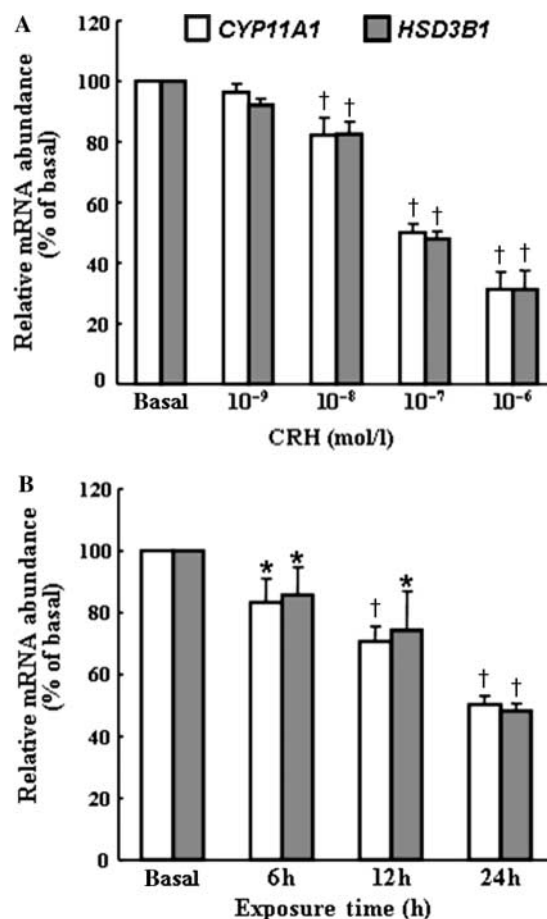 A
CYP11A1 HSD3B1
Relative mRNA abundance
(% of basal)
120
100
80
60
40
20
0
† †
† †
† †
Basal 10⁻⁹ 10⁻⁸ 10⁻⁷ 10⁻⁶
CRH (mol/l)
B
Relative mRNA abundance
(% of basal)
120
100
80
60
40
20
0
* *
† *
† †
Basal 6h 12h 24h
Exposure time (h)